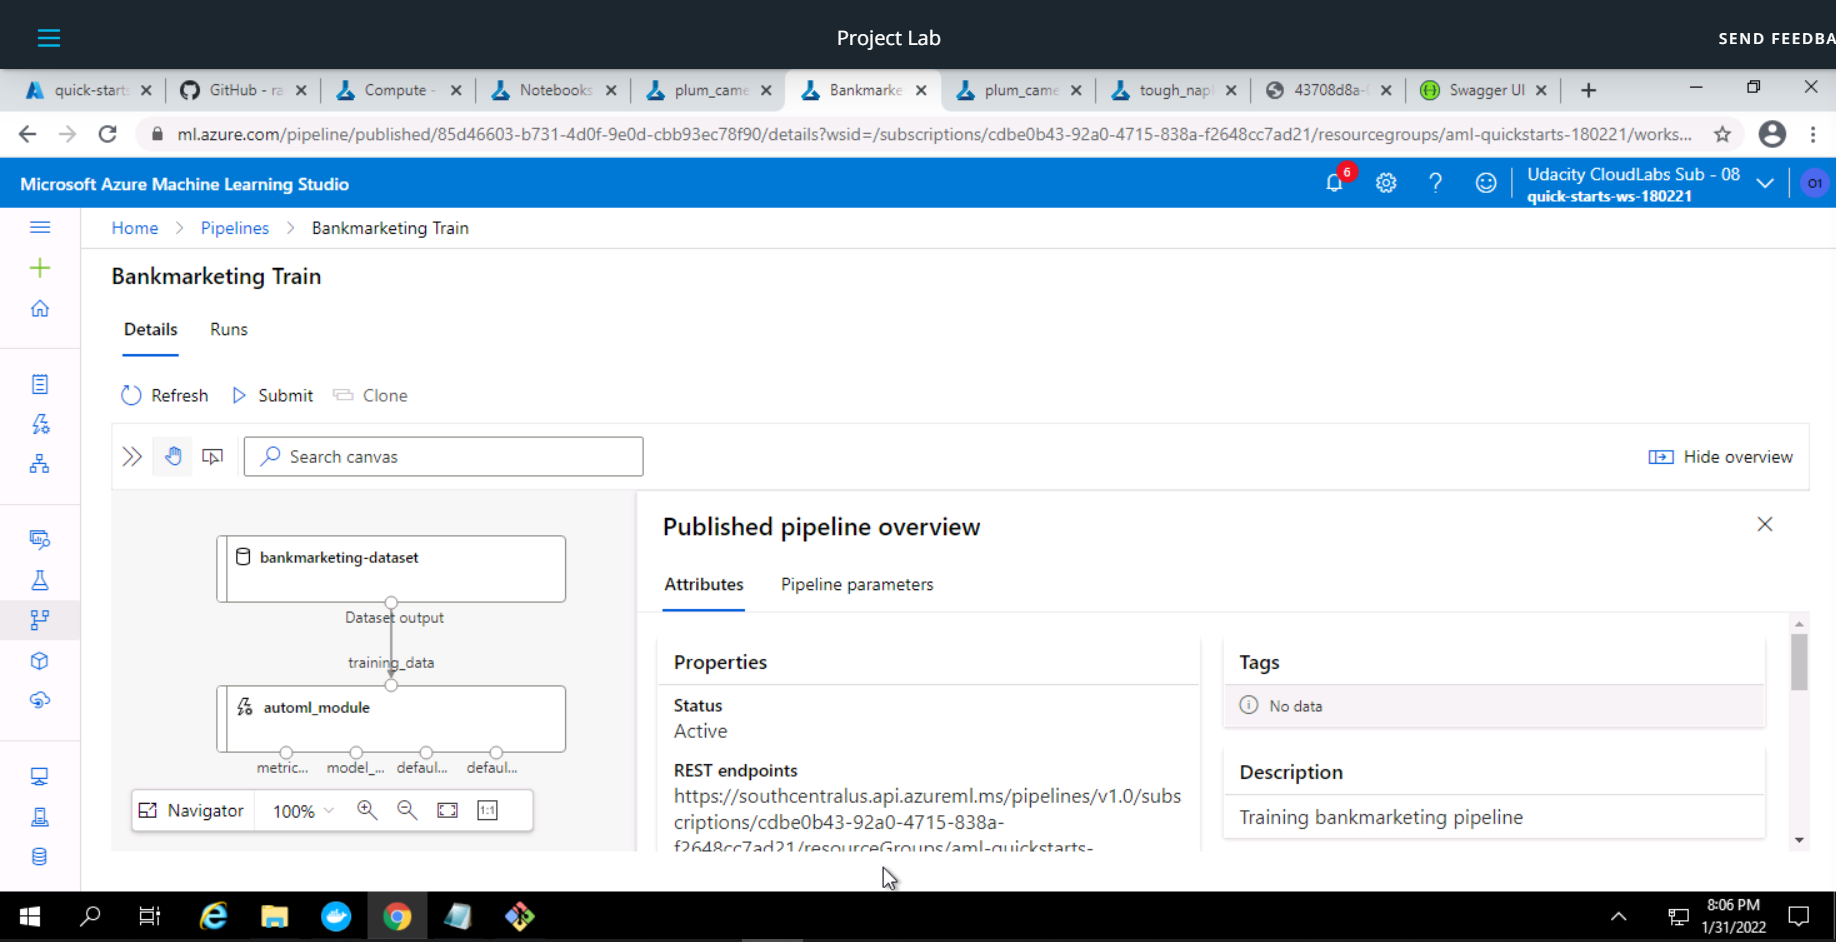 Project Lab
SEND FEEDBA
quick-starts
GitHub - ra
Compute -
Notebooks
plum_came
Bankmarke
plum_came
tough_nap
43708d8a-
Swagger UI
ml.azure.com/pipeline/published/85d46603-b731-4d0f-9e0d-cbb93ec78f90/details?wsid=/subscriptions/cdbe0b43-92a0-4715-838a-f2648cc7ad21/resourcegroups/aml-quickstarts-180221/works...
Microsoft Azure Machine Learning Studio
6
Udacity CloudLabs Sub - 08
quick-starts-ws-180221
O1
Home > Pipelines > Bankmarketing Train
Bankmarketing Train
Details Runs
Refresh Submit Clone
Search canvas
Hide overview
bankmarketing-dataset
Dataset output
training_data
automl_module
metric... model_... defaul... defaul...
Navigator 100% 1:1
Published pipeline overview
Attributes Pipeline parameters
Properties
Status
Active
REST endpoints
https://southcentralus.api.azureml.ms/pipelines/v1.0/subs
criptions/cdbe0b43-92a0-4715-838a-
f2648cc7ad21/resourceGroups/aml-quickstarts-
Tags
No data
Description
Training bankmarketing pipeline
8:06 PM
1/31/2022